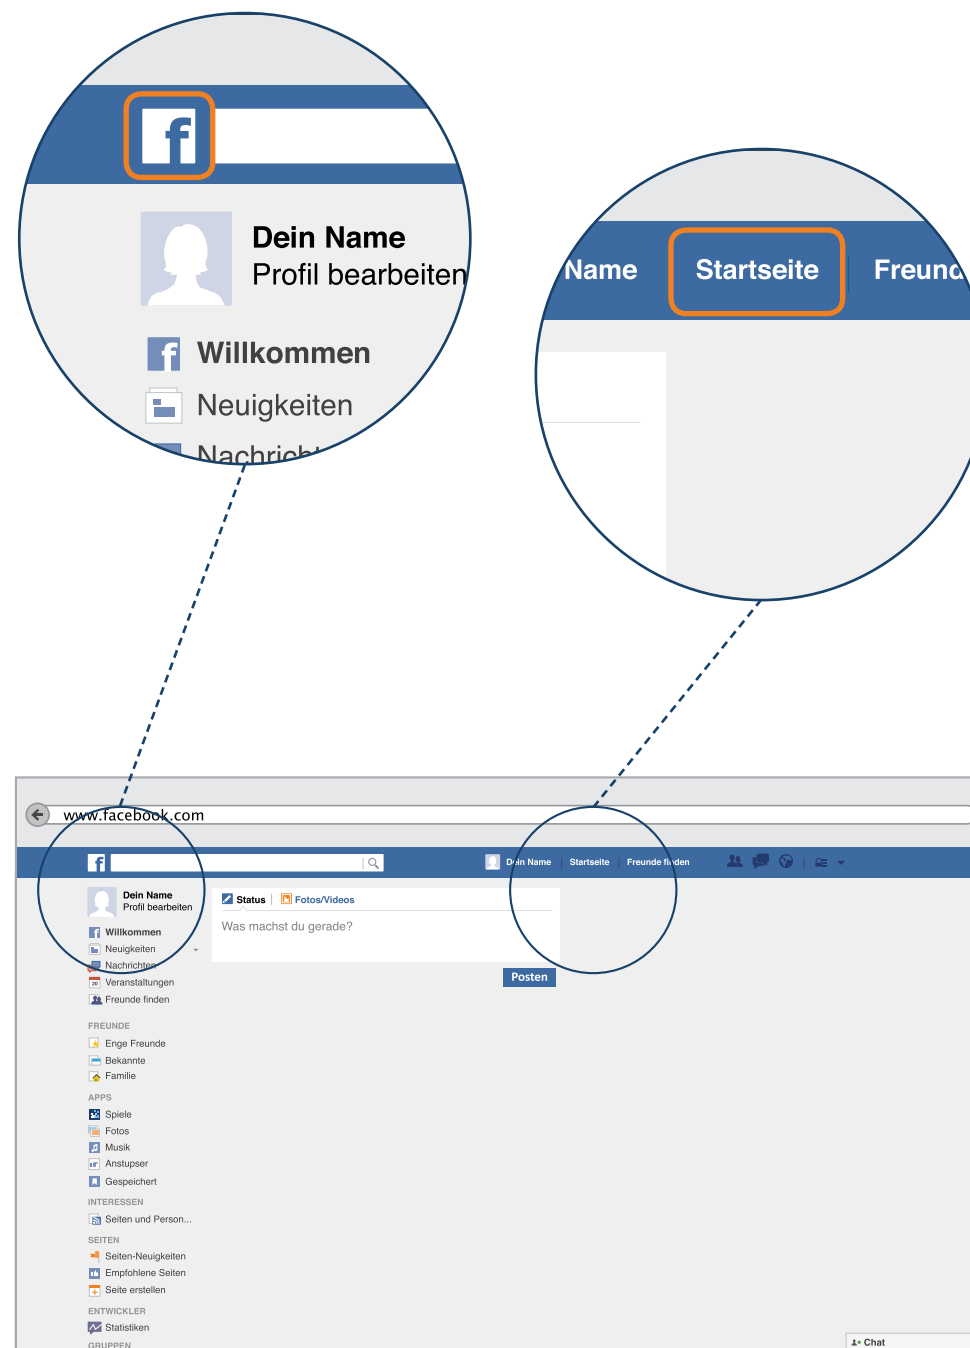 f
Dein Name
Profil bearbeiten
Willkommen
Neuigkeiten
Name
Startseite
www.facebook.com
f
Dein Name
Startseite
Freunde finden
Dein Name
Profil bearbeiten
Status
Fotos/Videos
Was machst du gerade?
Posten
Willkommen
Neuigkeiten
Nachrichten
Veranstaltungen
Freunde finden
FREUNDE
Enge Freunde
Bekannte
Familie
APPS
Spiele
Fotos
Musik
Anstupser
Gespeichert
INTERESSEN
Seiten und Person...
SEITEN
Seiten-Neuigkeiten
Empfohlene Seiten
Seite erstellen
ENTWICKLER
Statistiken
GRUPPEN
Chat